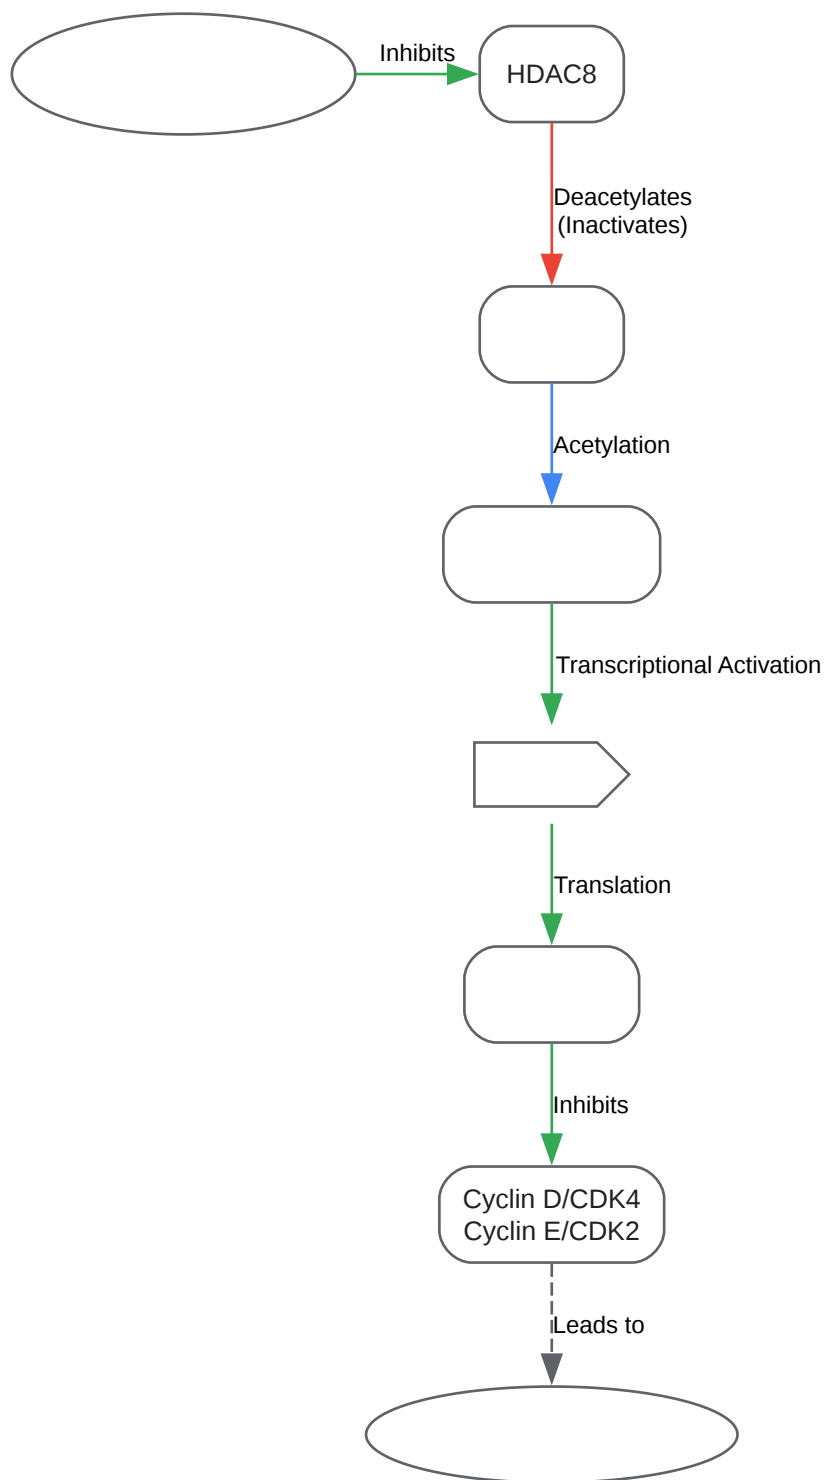 Inhibits
HDAC8
Deacetylates
(Inactivates)
Acetylation
Transcriptional Activation
Translation
Inhibits
Cyclin D/CDK4
Cyclin E/CDK2
Leads to